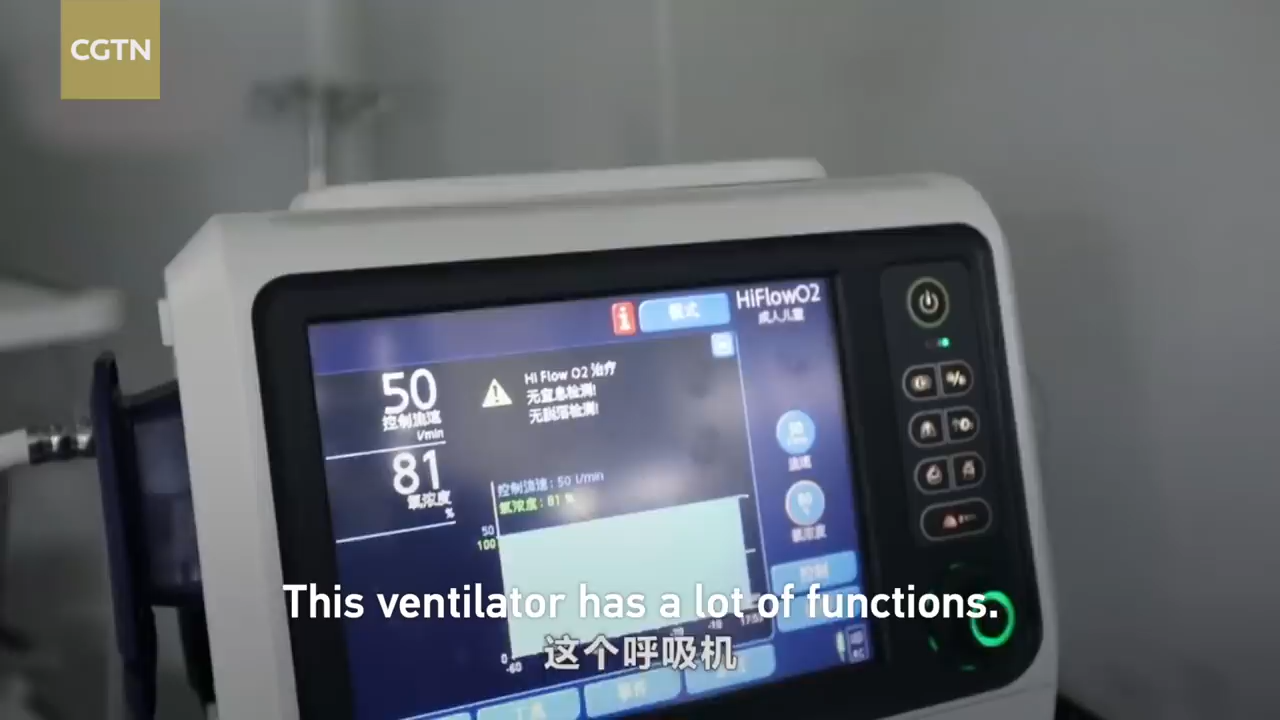 CGTN
模式
HiFlowO2
成人儿童
50
控制流速
l/min
81
氧浓度
%
Hi Flow O2 治疗
无窒息检测!
无脱落检测!
控制流速: 50 l/min
氧浓度: 81 %
50
100
0
-60
流速
氧浓度
控制
This ventilator has a lot of functions.
这个呼吸机